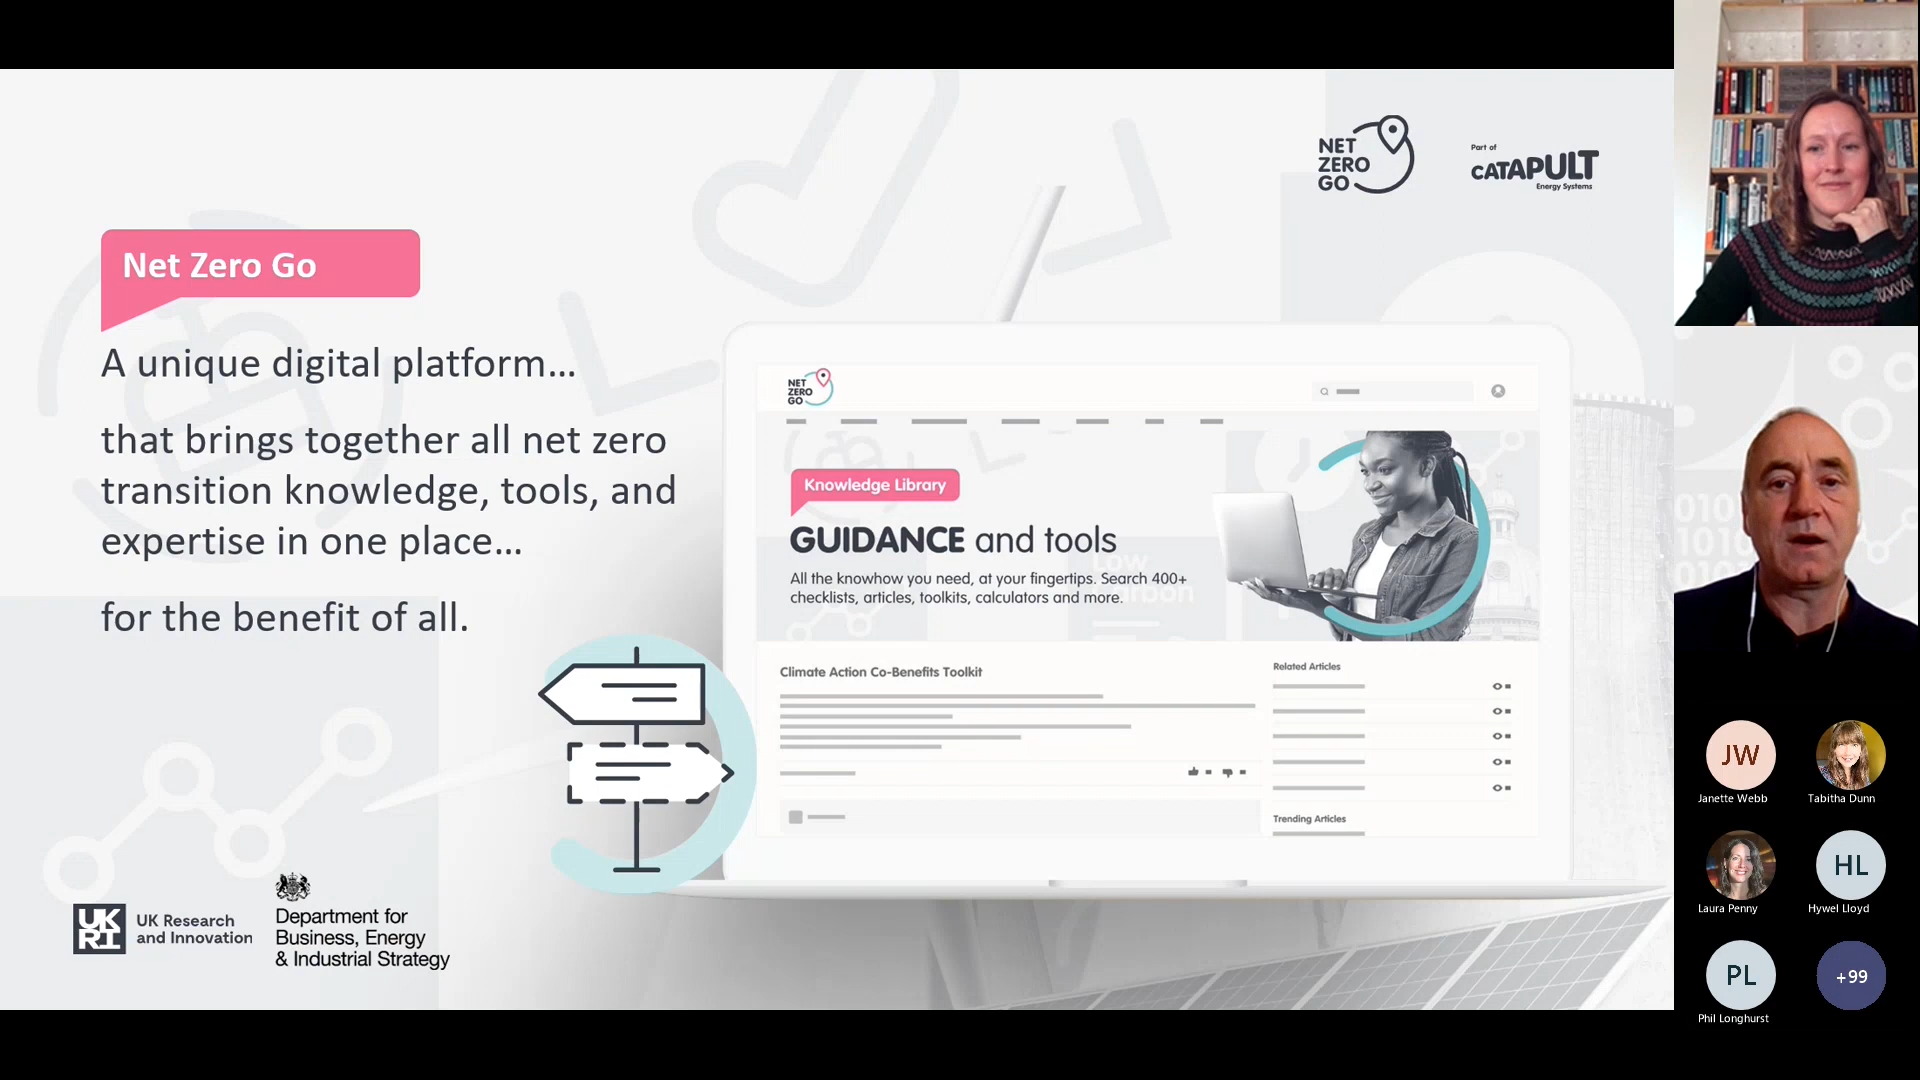 NET
ZERO
GO
Part of
CATAPULT
Energy Systems
Net Zero Go
A unique digital platform...
that brings together all net zero
transition knowledge, tools, and
expertise in one place...
for the benefit of all.
UK
RI
UK Research
and Innovation
Department for
Business, Energy
& Industrial Strategy
NET
ZERO
GO
Knowledge Library
GUIDANCE and tools
All the knowhow you need, at your fingertips. Search 400+
checklists, articles, toolkits, calculators and more.
Low
Carbon
Climate Action Co-Benefits Toolkit
Related Articles
Trending Articles
JW
Janette Webb
Tabitha Dunn
Laura Penny
HL
Hywel Lloyd
PL
Phil Longhurst
+99